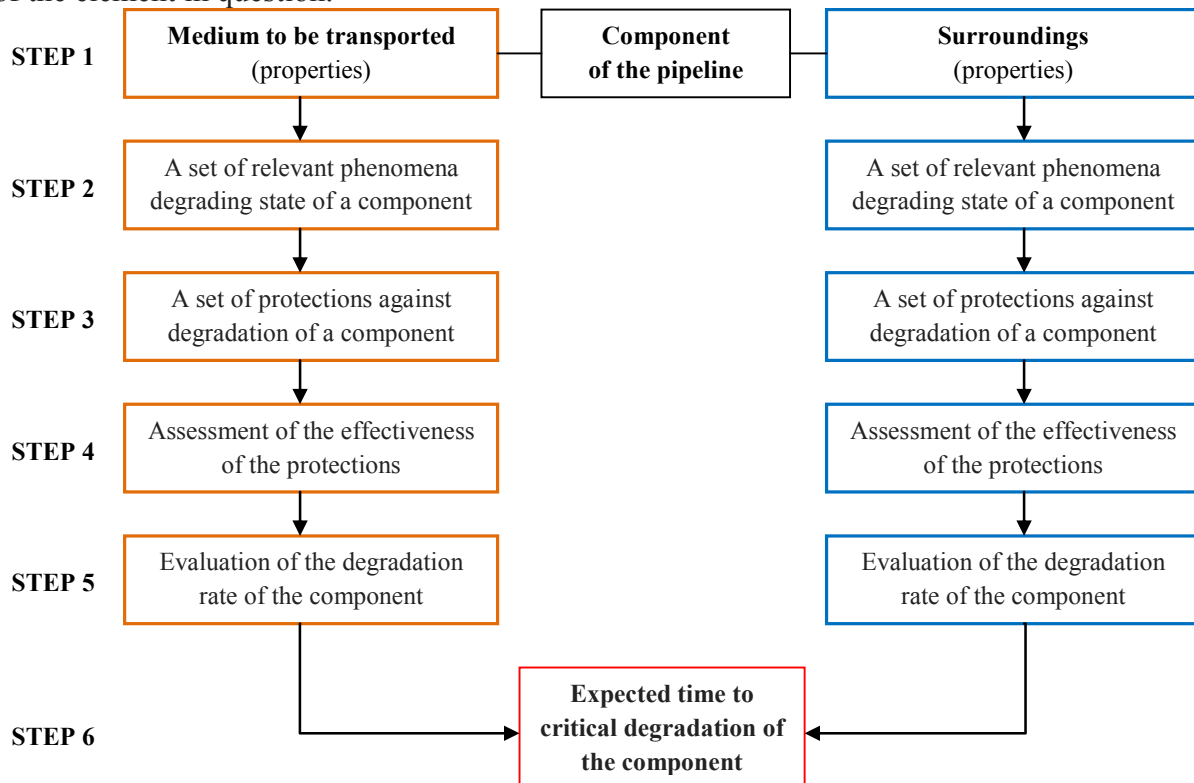 of the element in question.
STEP 1
Medium to be transported
(properties)
Component
of the pipeline
Surroundings
(properties)
STEP 2
A set of relevant phenomena
degrading state of a component
A set of relevant phenomena
degrading state of a component
STEP 3
A set of protections against
degradation of a component
A set of protections against
degradation of a component
STEP 4
Assessment of the effectiveness
of the protections
Assessment of the effectiveness
of the protections
STEP 5
Evaluation of the degradation
rate of the component
Evaluation of the degradation
rate of the component
STEP 6
Expected time to
critical degradation of
the component